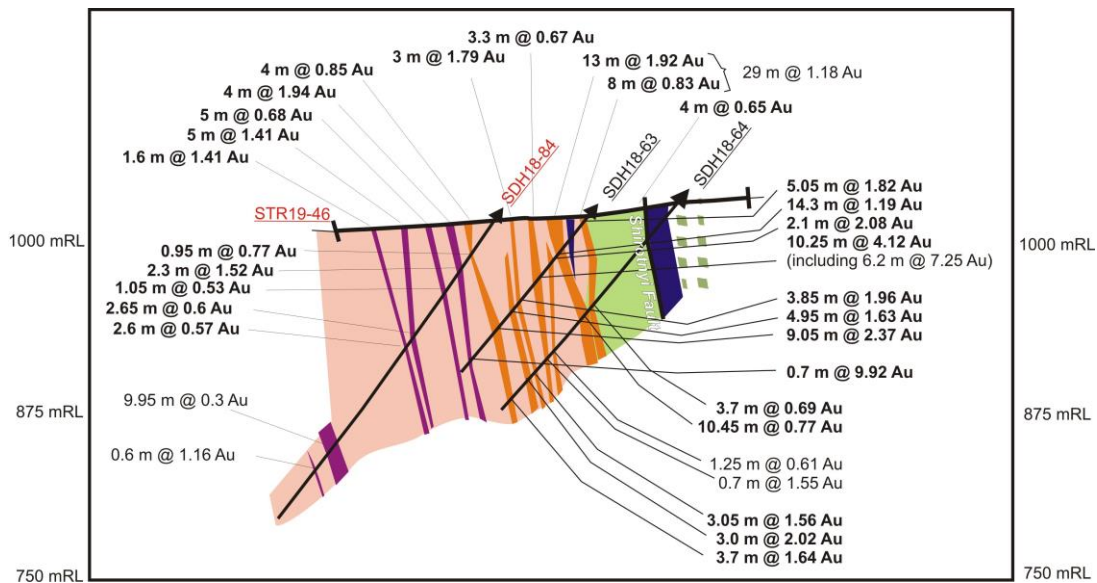 3.3 m @ 0.67 Au
3 m @ 1.79 Au
13 m @ 1.92 Au
29 m @ 1.18 Au
4 m @ 0.85 Au
8 m @ 0.83 Au
4 m @ 1.94 Au
4 m @ 0.65 Au
5 m @ 0.68 Au
5 m @ 1.41 Au
1.6 m @ 1.41 Au
SDH18-84
SDH18-63
SDH18-64
STR19-46
5.05 m @ 1.82 Au
14.3 m @ 1.19 Au
2.1 m @ 2.08 Au
10.25 m @ 4.12 Au
(including 6.2 m @ 7.25 Au)
1000 mRL
1000 mRL
0.95 m @ 0.77 Au
2.3 m @ 1.52 Au
1.05 m @ 0.53 Au
2.65 m @ 0.6 Au
2.6 m @ 0.57 Au
3.85 m @ 1.96 Au
4.95 m @ 1.63 Au
9.05 m @ 2.37 Au
0.7 m @ 9.92 Au
9.95 m @ 0.3 Au
875 mRL
875 mRL
3.7 m @ 0.69 Au
10.45 m @ 0.77 Au
0.6 m @ 1.16 Au
1.25 m @ 0.61 Au
0.7 m @ 1.55 Au
3.05 m @ 1.56 Au
3.0 m @ 2.02 Au
3.7 m @ 1.64 Au
750 mRL
750 mRL